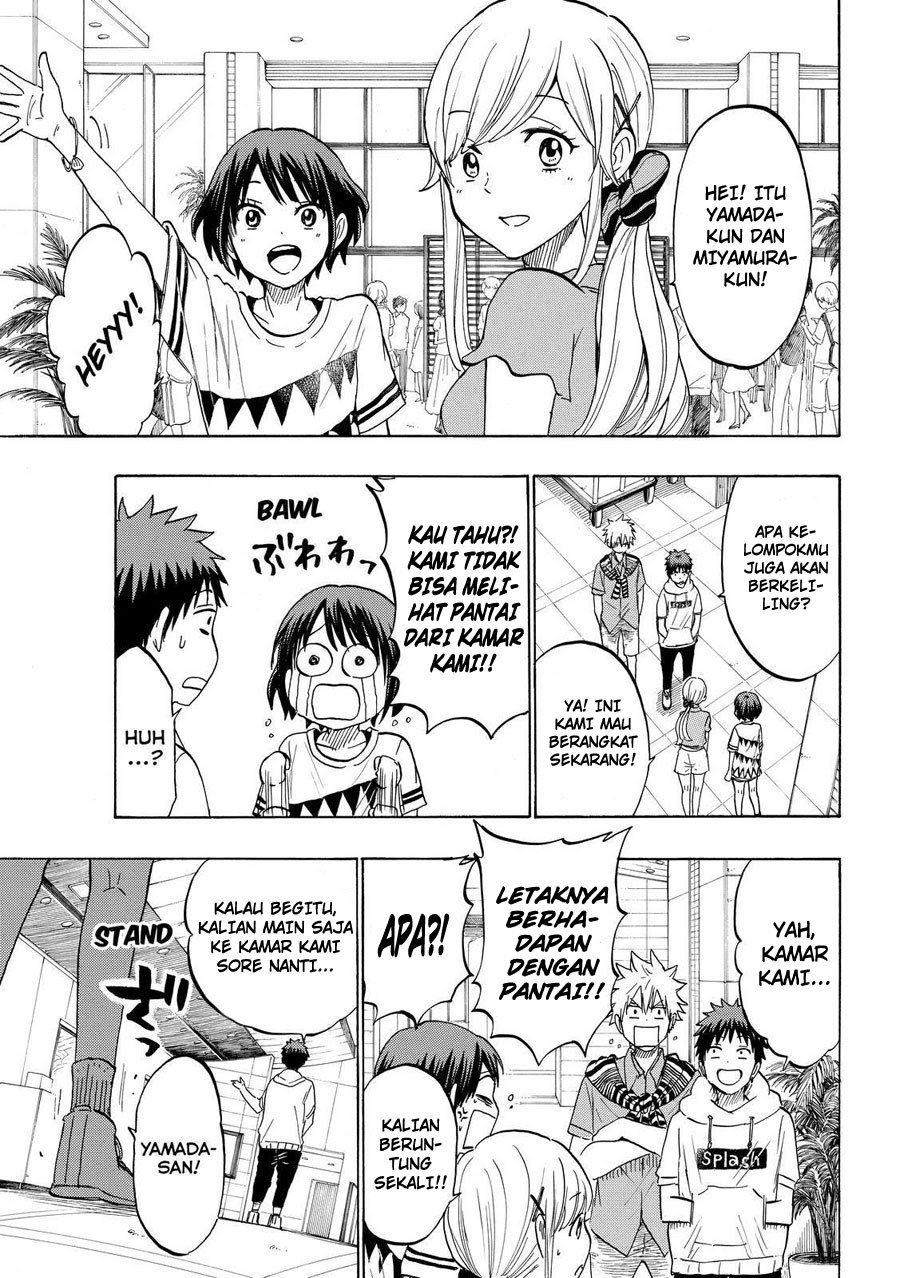 HEI! ITU
YAMADA-
KUN DAN
MIYAMURA-
KUN!
HEYYY!
APA KE-
LOMPOKMU
JUGA AKAN
BERKELI-
LING?
YA! INI
KAMI MAU
BERANGKAT
SEKARANG!
KAU TAHU?!
KAMI TIDAK
BISA MELI-
HAT PANTAI
DARI KAMAR
KAMI!!
BAWL
ぶわわっ
HUH
...?
YAH,
KAMAR
KAMI...
LETAKNYA
BERHA-
DAPAN
DENGAN
PANTAI!!
APA?!
Splash
KALIAN
BERUN-
TUNG
SEKALI!!
KALAU BEGITU,
KALIAN MAIN SAJA
KE KAMAR KAMI
SORE NANTI...
STAND
ざっ
YAMADA-
SAN!